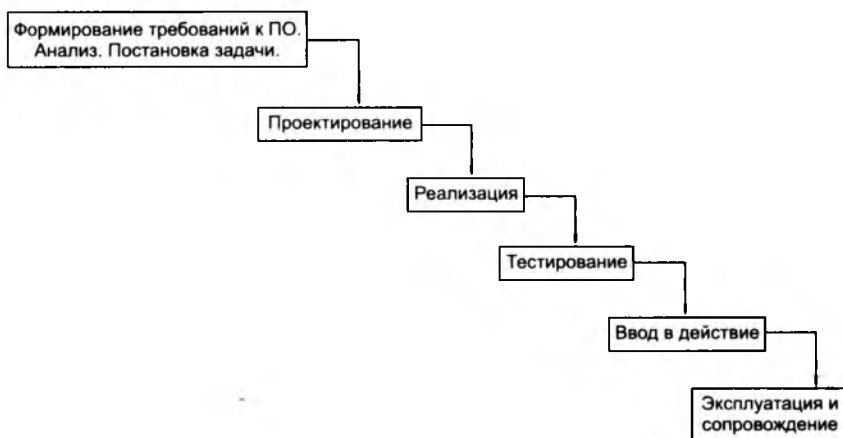 Формирование требований к ПО.
Анализ. Постановка задачи.
Проектирование
Реализация
Тестирование
Ввод в действие
Эксплуатация и
сопровождение